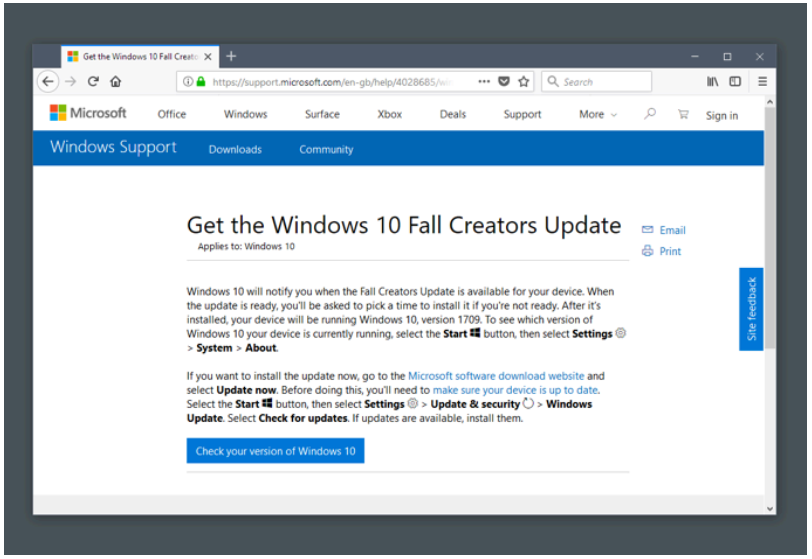 Get the Windows 10 Fall Creato
https://support.microsoft.com/en-gb/help/4028685/
Search
Microsoft Office Windows Surface Xbox Deals Support More Sign in
Windows Support Downloads Community
Get the Windows 10 Fall Creators Update
Applies to: Windows 10
Email
Print
Site feedback
Windows 10 will notify you when the Fall Creators Update is available for your device. When
the update is ready, you'll be asked to pick a time to install it if you're not ready. After it's
installed, your device will be running Windows 10, version 1709. To see which version of
Windows 10 your device is currently running, select the Start button, then select Settings
> System > About.
If you want to install the update now, go to the Microsoft software download website and
select Update now. Before doing this, you'll need to make sure your device is up to date.
Select the Start button, then select Settings > Update & security > Windows
Update. Select Check for updates. If updates are available, install them.
Check your version of Windows 10